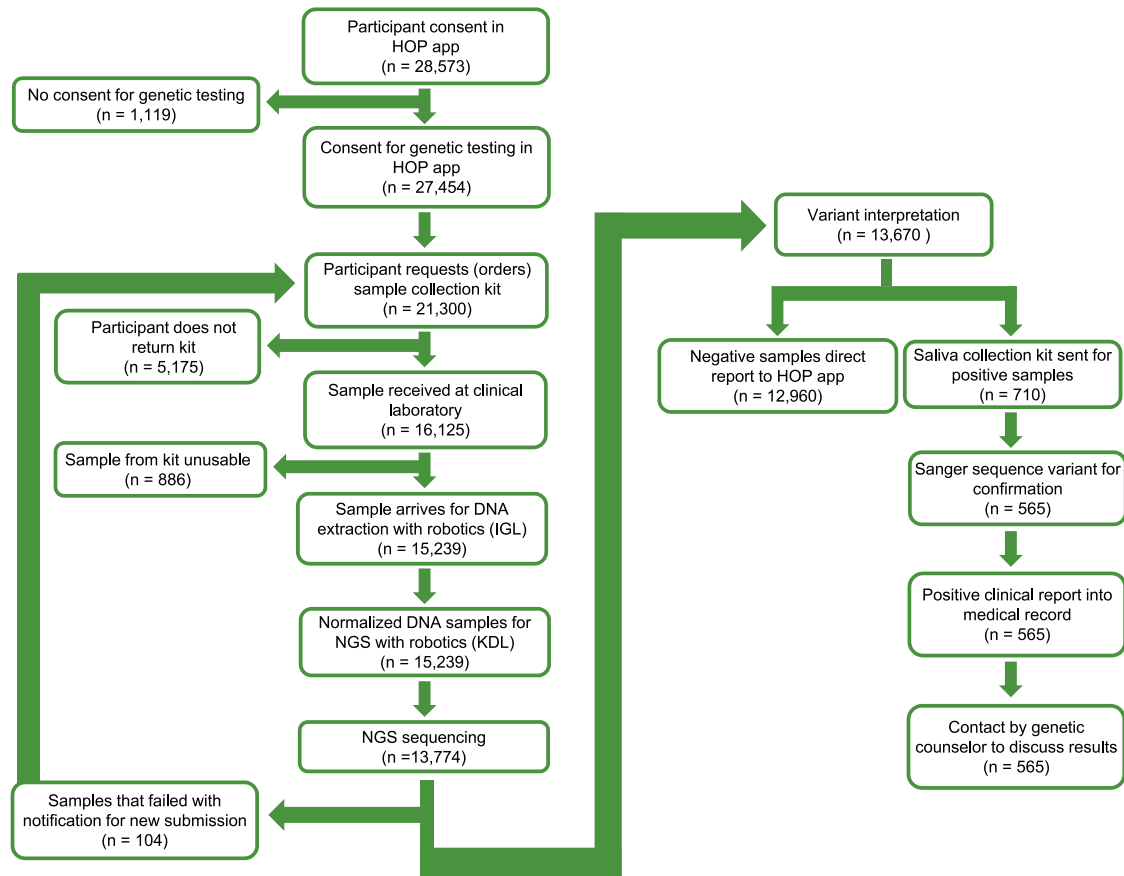 Participant consent in
HOP app
(n = 28,573)
No consent for genetic testing
(n = 1,119)
Consent for genetic testing in
HOP app
(n = 27,454)
Participant requests (orders)
sample collection kit
(n = 21,300)
Participant does not
return kit
(n = 5,175)
Sample received at clinical
laboratory
(n = 16,125)
Sample from kit unusable
(n = 886)
Sample arrives for DNA
extraction with robotics (IGL)
(n = 15,239)
Normalized DNA samples for
NGS with robotics (KDL)
(n = 15,239)
NGS sequencing
(n =13,774)
Samples that failed with
notification for new submission
(n = 104)
Variant interpretation
(n = 13,670 )
Negative samples direct
report to HOP app
(n = 12,960)
Saliva collection kit sent for
positive samples
(n = 710)
Sanger sequence variant for
confirmation
(n = 565)
Positive clinical report into
medical record
(n = 565)
Contact by genetic
counselor to discuss results
(n = 565)